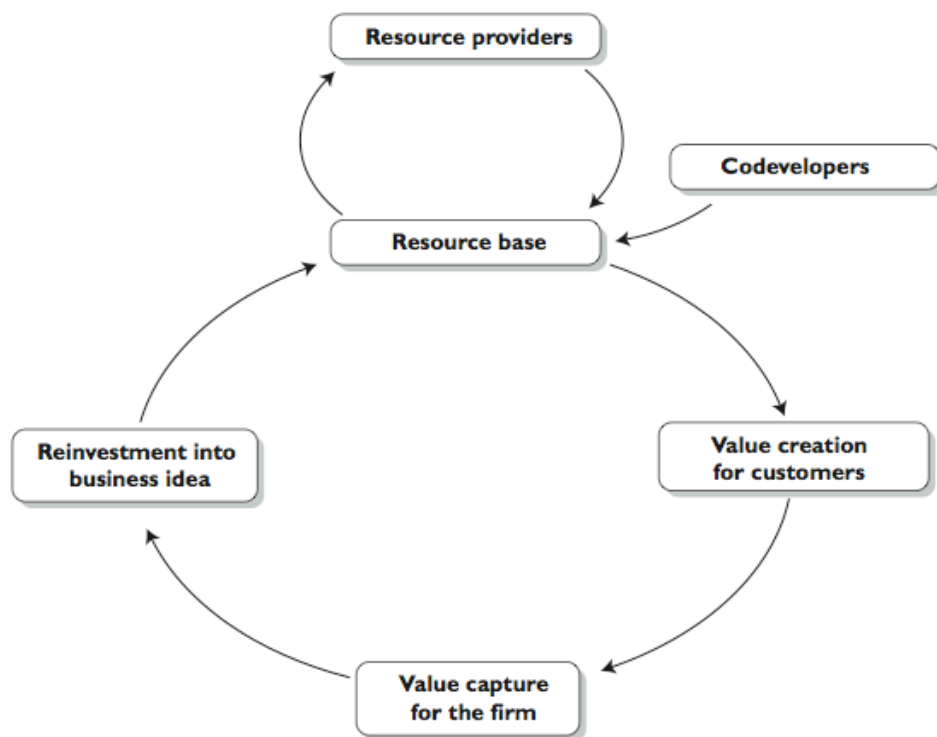 Resource providers
Codevelopers
Resource base
Reinvestment into
business idea
Value creation
for customers
Value capture
for the firm